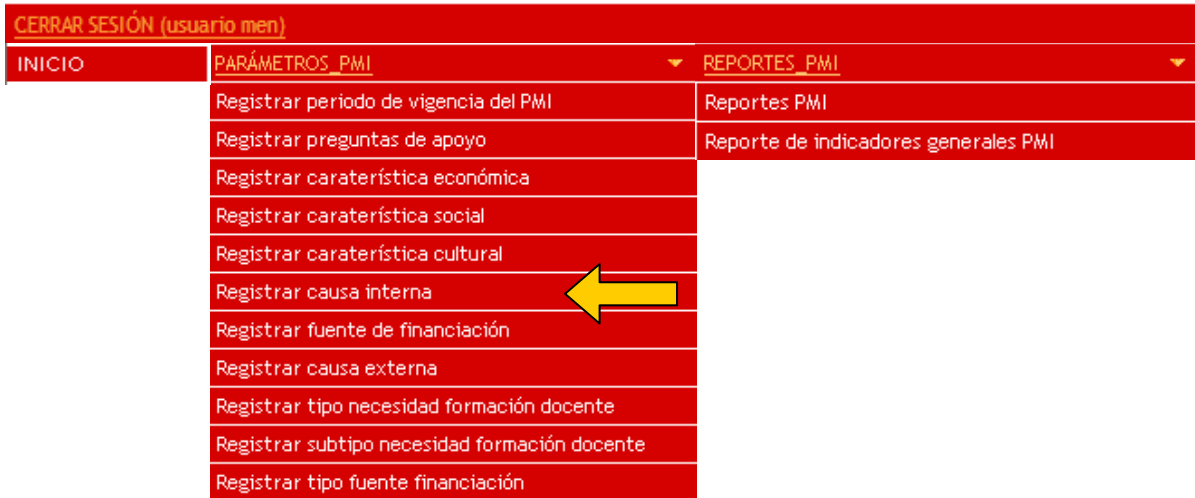 CERRAR SESIÓN (usuario men)
INICIO
PARÁMETROS_PMI
Registrar periodo de vigencia del PMI
Registrar preguntas de apoyo
Registrar caraterística económica
Registrar caraterística social
Registrar caraterística cultural
Registrar causa interna
Registrar fuente de financiación
Registrar causa externa
Registrar tipo necesidad formación docente
Registrar subtipo necesidad formación docente
Registrar tipo fuente financiación
REPORTES_PMI
Reportes PMI
Reporte de indicadores generales PMI